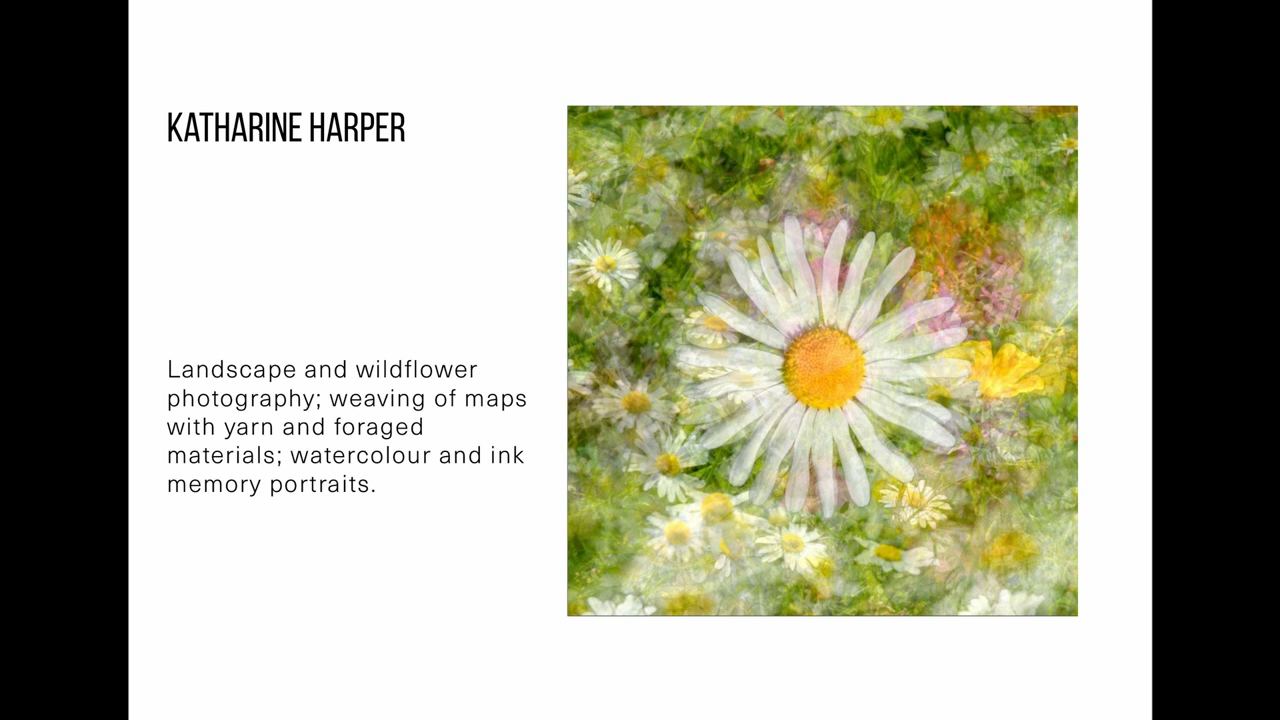 KATHARINE HARPER
Landscape and wildflower
photography; weaving of maps
with yarn and foraged
materials; watercolour and ink
memory portraits.